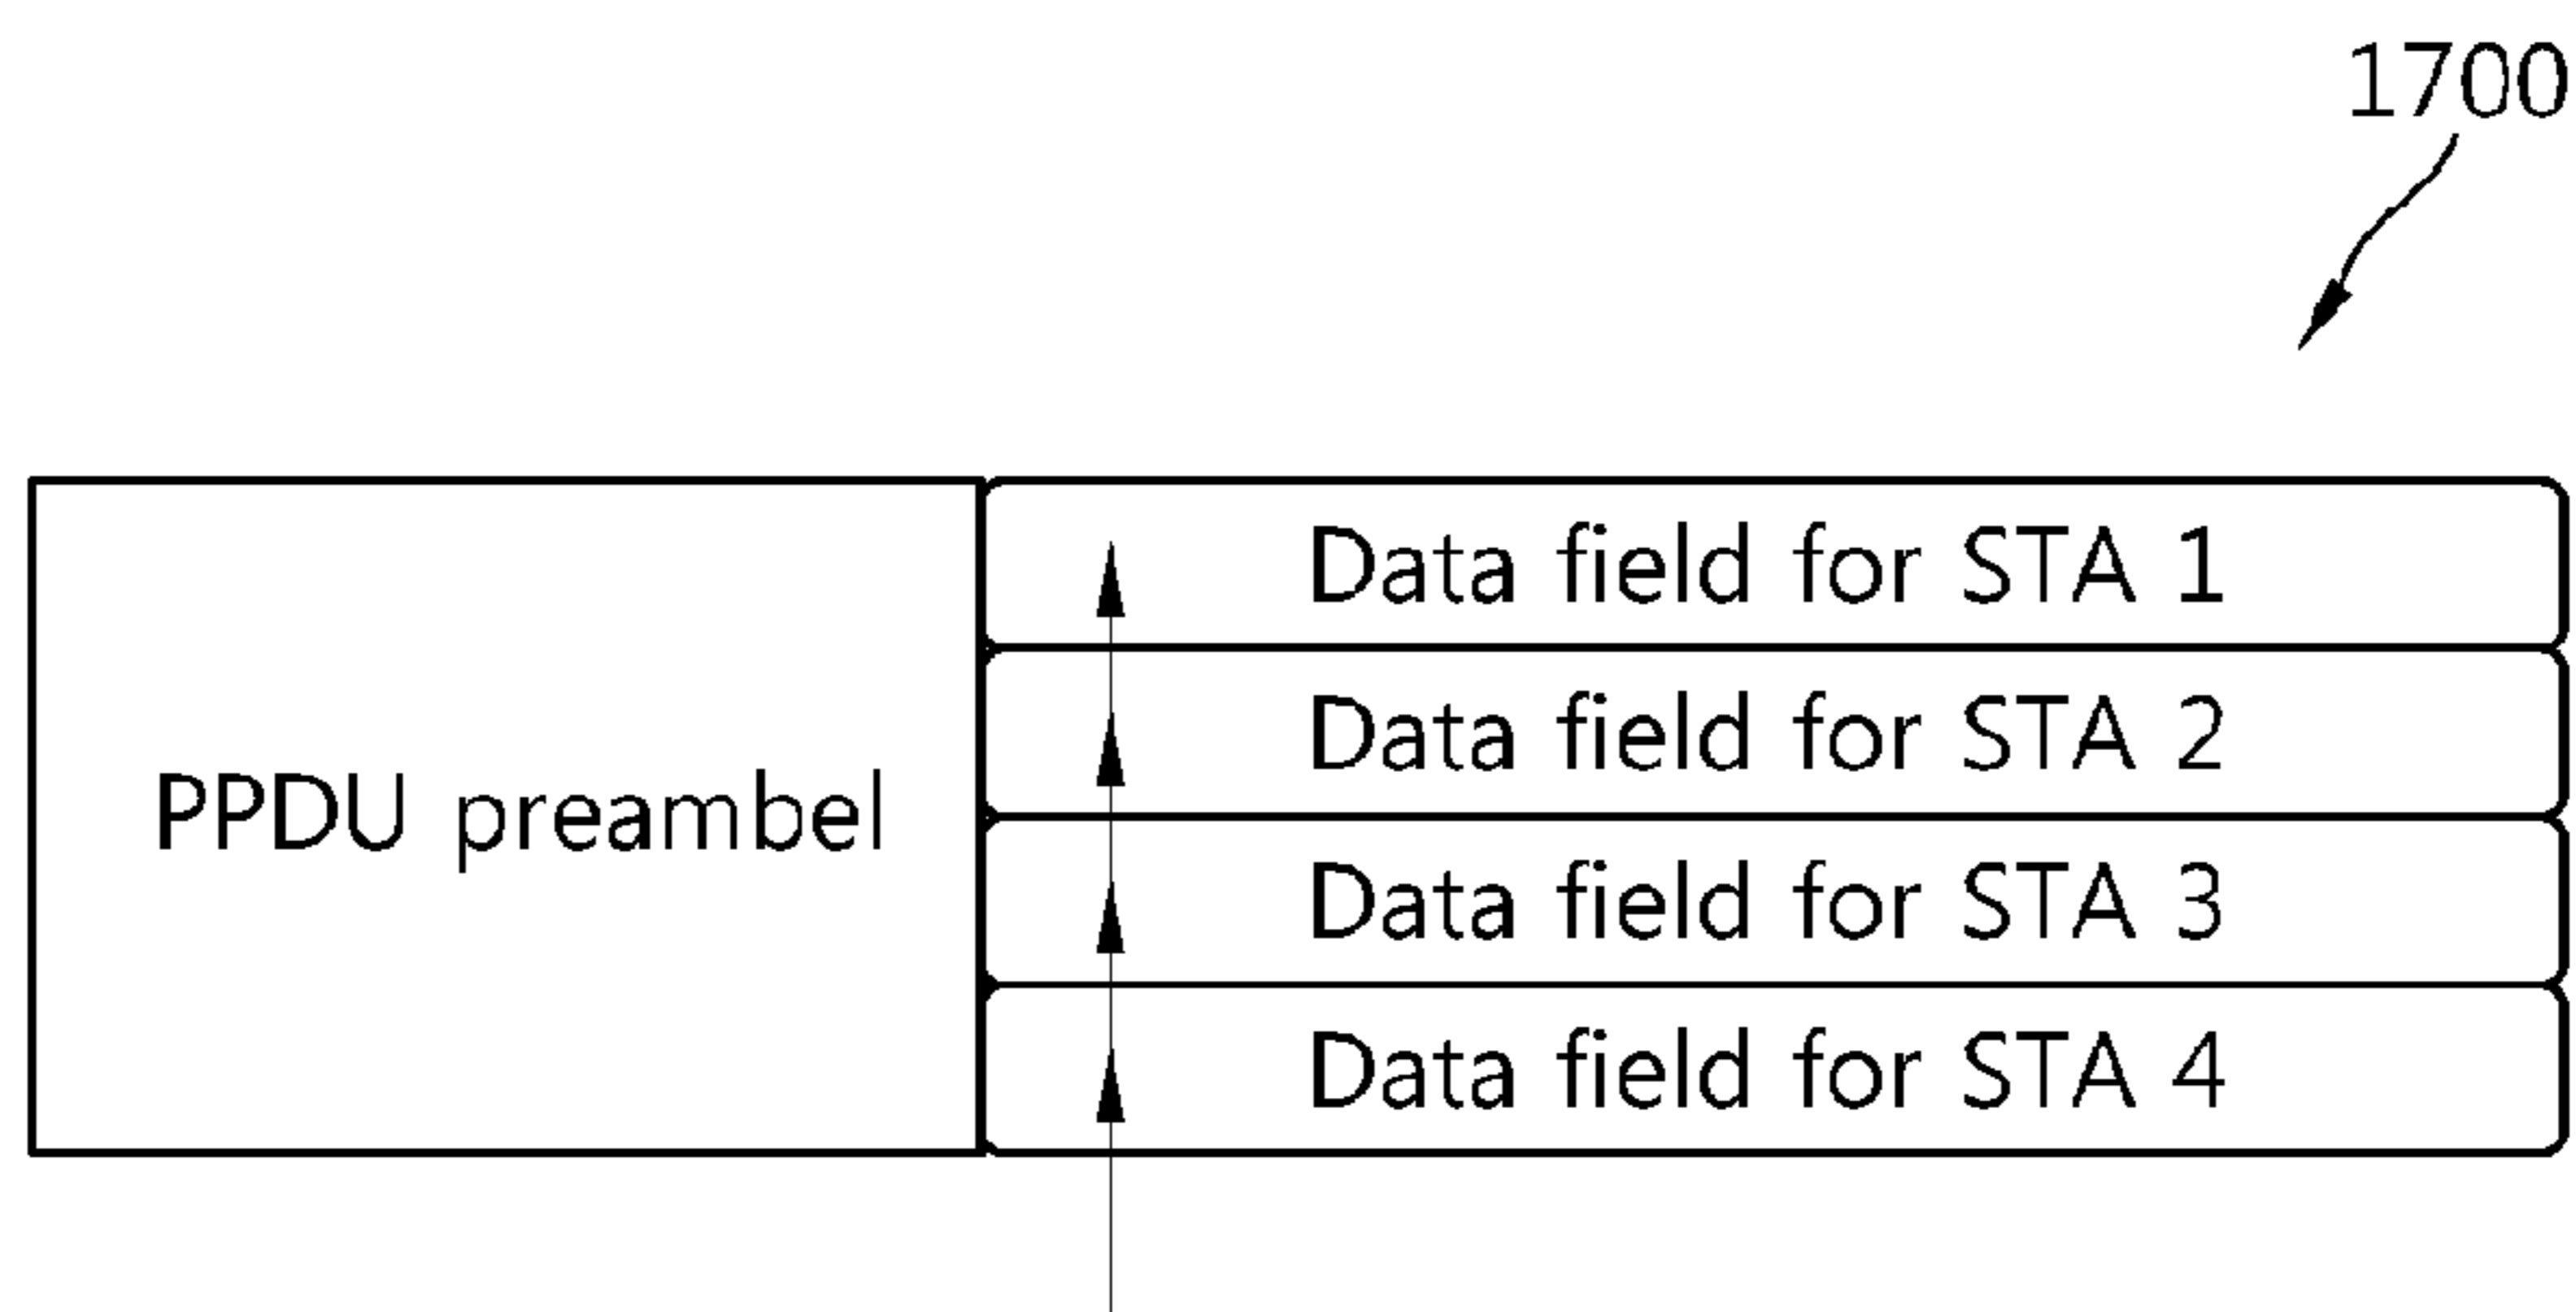 1700
Data field for STA 1
Data field for STA 2
PPDU preambel
Data field for STA 3
Data field for STA 4